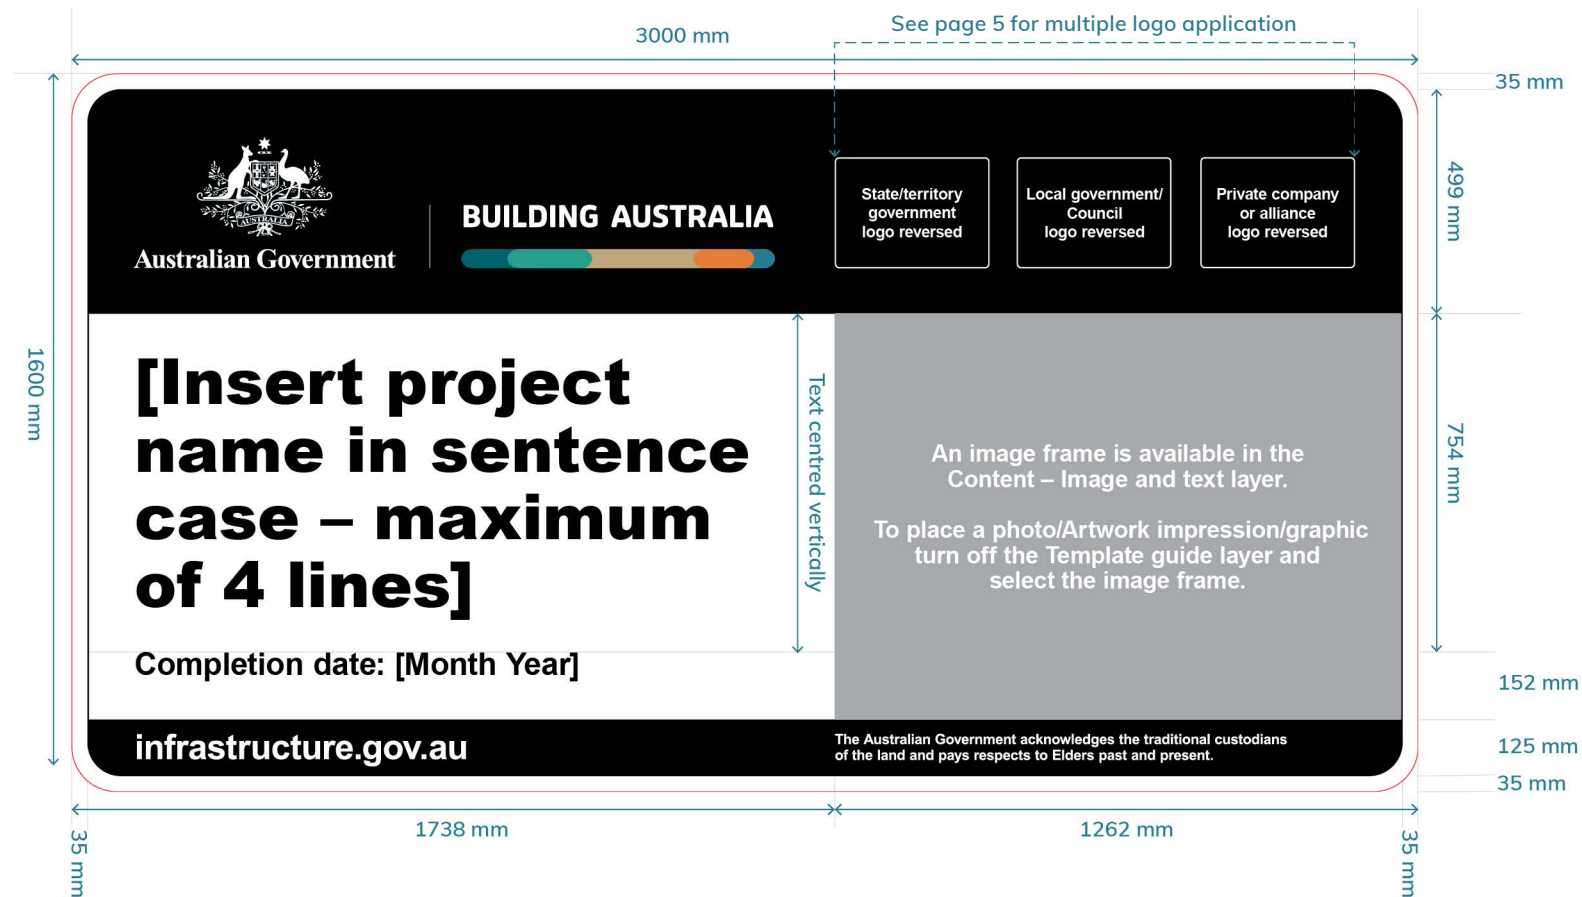 See page 5 for multiple logo application
3000 mm
35 mm
1600 mm
499 mm
AUSTRALIA
Australian Government
BUILDING AUSTRALIA
State/territory
government
logo reversed
Local government/
Council
logo reversed
Private company
or alliance
logo reversed
[Insert project
name in sentence
case – maximum
of 4 lines]
Text centred vertically
Completion date: [Month Year]
An image frame is available in the
Content – Image and text layer.
To place a photo/Artwork impression/graphic
turn off the Template guide layer and
select the image frame.
754 mm
152 mm
infrastructure.gov.au
The Australian Government acknowledges the traditional custodians
of the land and pays respects to Elders past and present.
125 mm
35 mm
1738 mm
1262 mm
35 mm
35 mm